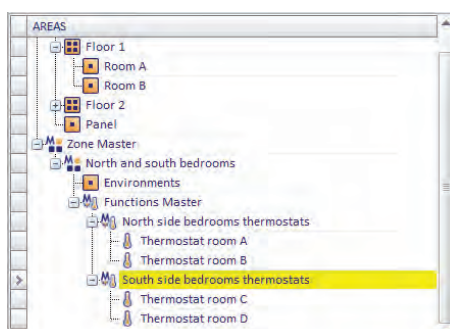 AREAS
Floor 1
Room A
Room B
Floor 2
Panel
Zone Master
North and south bedrooms
Environments
Functions Master
North side bedrooms thermostats
Thermostat room A
Thermostat room B
South side bedrooms thermostats
Thermostat room C
Thermostat room D